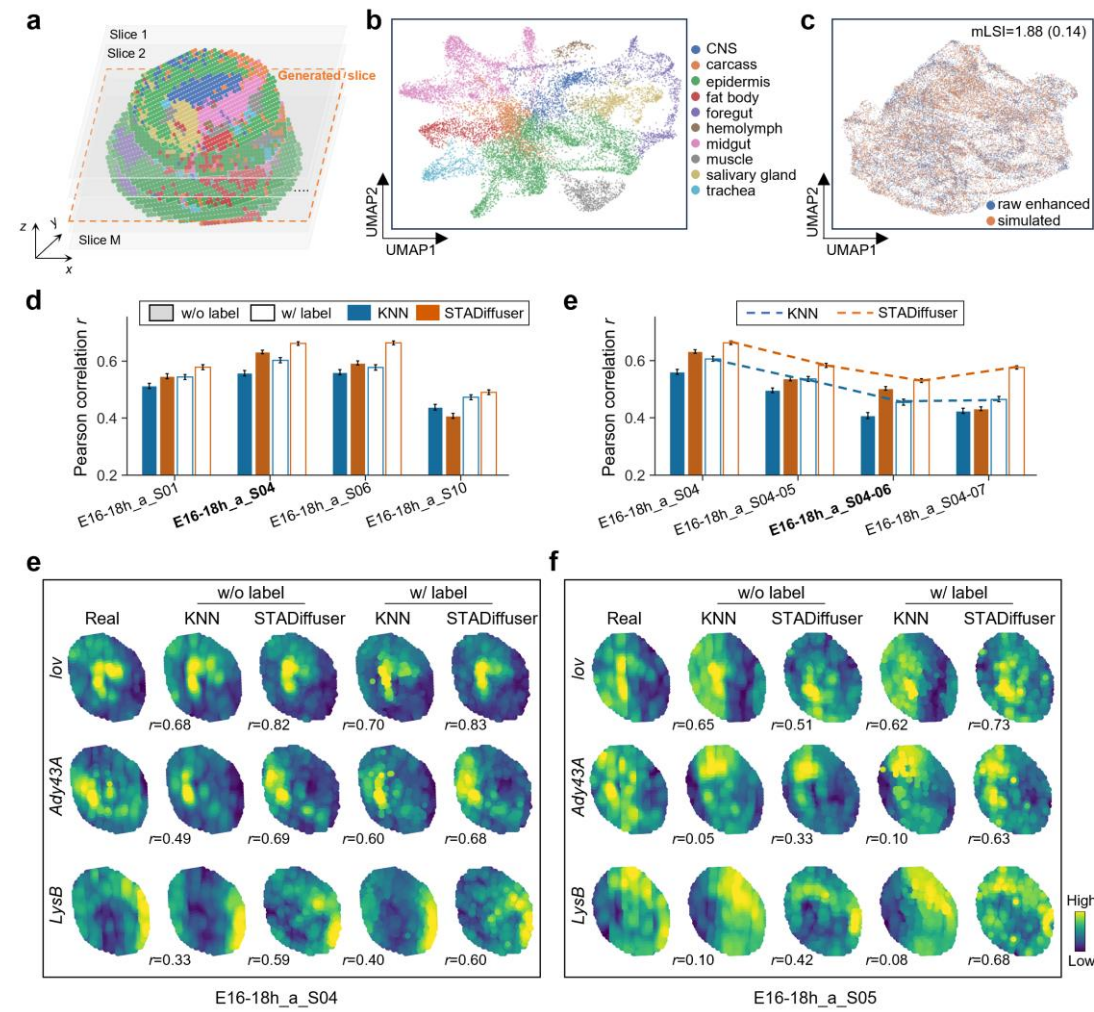 a
Slice 1
Slice 2
Generated slice
....
Slice M
z
y
x
b
UMAP2
UMAP1
CNS
carcass
epidermis
fat body
foregut
hemolymph
midgut
muscle
salivary gland
trachea
c
mLSI=1.88 (0.14)
UMAP2
UMAP1
raw enhanced
simulated
d
w/o label
w/ label
KNN
STADiffuser
Pearson correlation r
0.6
0.4
0.2
E16-18h_a_S01
E16-18h_a_S04
E16-18h_a_S06
E16-18h_a_S10
e
KNN
STADiffuser
Pearson correlation r
0.6
0.4
0.2
E16-18h_a_S04
E16-18h_a_S04-05
E16-18h_a_S04-06
E16-18h_a_S04-07
e
w/o label
w/ label
Real
KNN
STADiffuser
KNN
STADiffuser
lov
r=0.68
r=0.82
r=0.70
r=0.83
Ady43A
r=0.49
r=0.69
r=0.60
r=0.68
LysB
r=0.33
r=0.59
r=0.40
r=0.60
E16-18h_a_S04
f
w/o label
w/ label
Real
KNN
STADiffuser
KNN
STADiffuser
lov
r=0.65
r=0.51
r=0.62
r=0.73
Ady43A
r=0.05
r=0.33
r=0.10
r=0.63
LysB
r=0.10
r=0.42
r=0.08
r=0.68
High
Low
E16-18h_a_S05